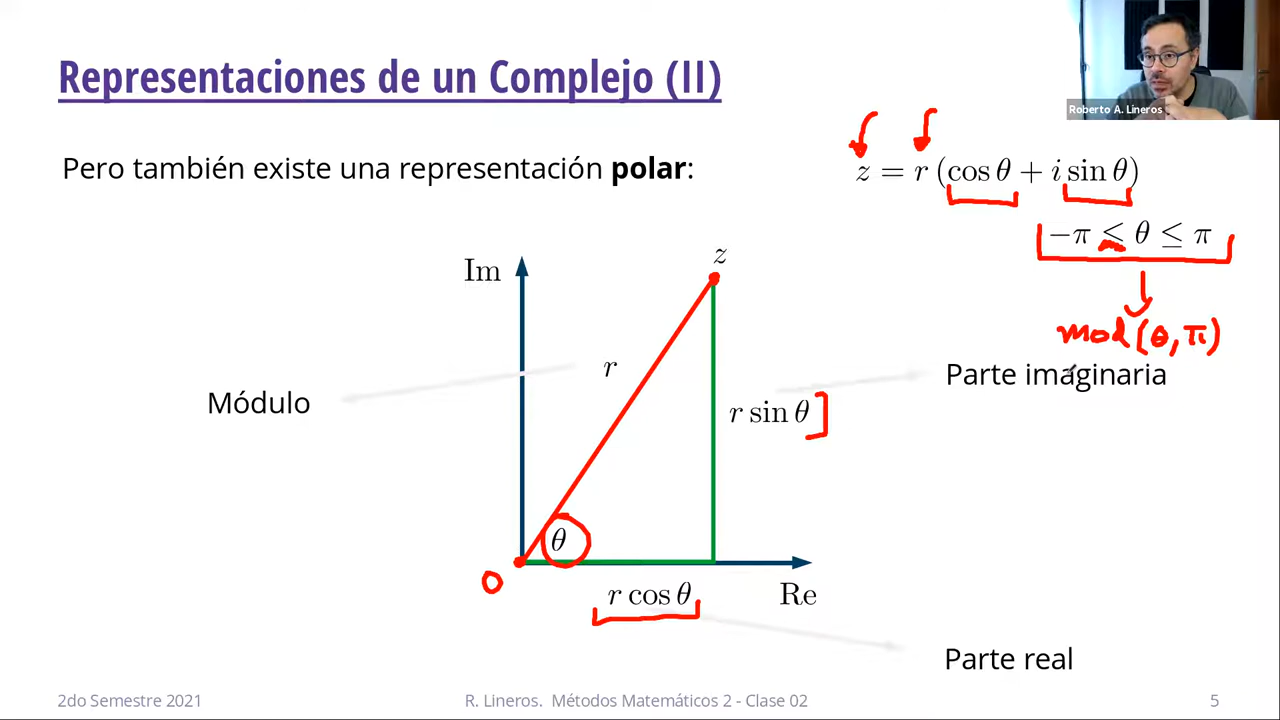 Representaciones de un Complejo (II)
Roberto A. Lineros
Pero también existe una representación polar:
z = r (cos θ + i sin θ)
−π ≤ θ ≤ π
mod(θ, π)
z
Im
r
Módulo
Parte imaginaria
r sin θ
θ
0
r cos θ
Re
Parte real
2do Semestre 2021
R. Lineros. Métodos Matemáticos 2 - Clase 02
5